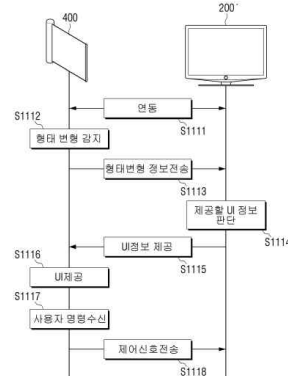 400
200'
연동
S1111
S1112
형태 변형 감지
형태변형 정보전송
S1113
제공할 UI 정보
판단
S1114
UI정보 제공
S1115
S1116
UI제공
S1117
사용자 명령수신
제어신호전송
S1118